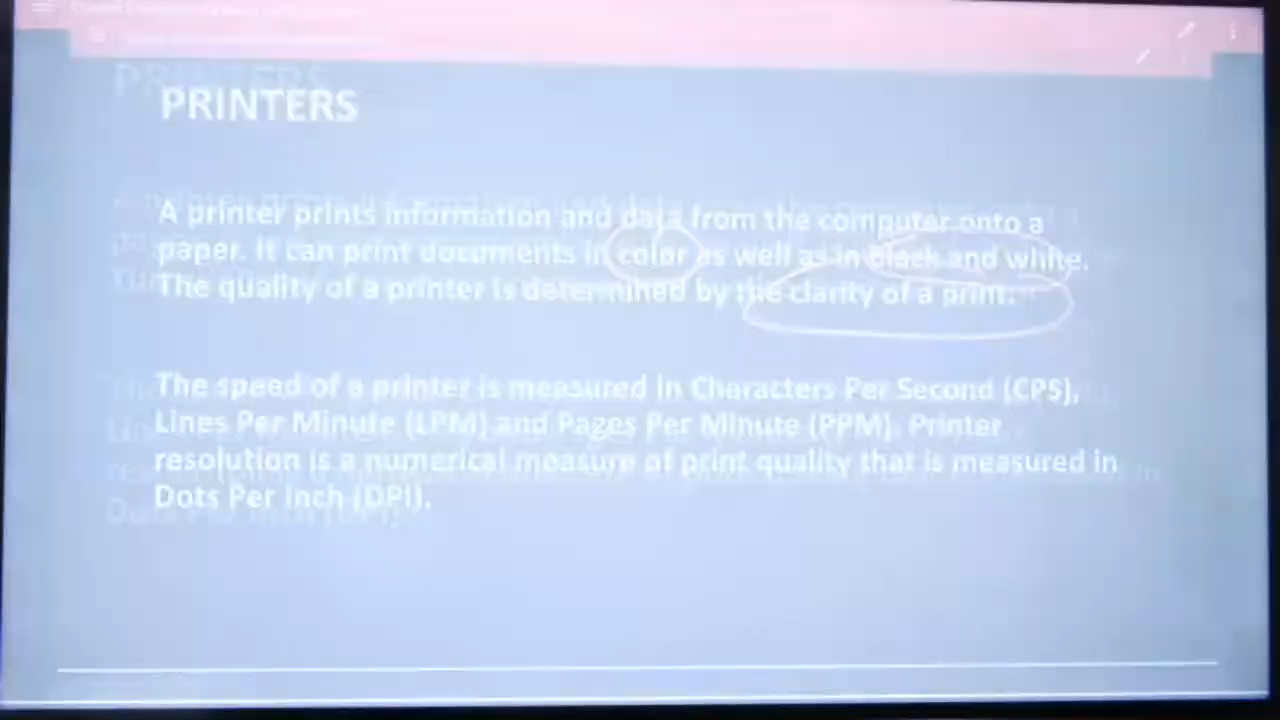 PRINTERS
A printer prints information and data from the computer onto a
paper. It can print documents in color as well as in black and white.
The quality of a printer is determined by the clarity of a print.
The speed of a printer is measured in Characters Per Second (CPS),
Lines Per Minute (LPM) and Pages Per Minute (PPM). Printer
resolution is a numerical measure of print quality that is measured in
Dots Per Inch (DPI).